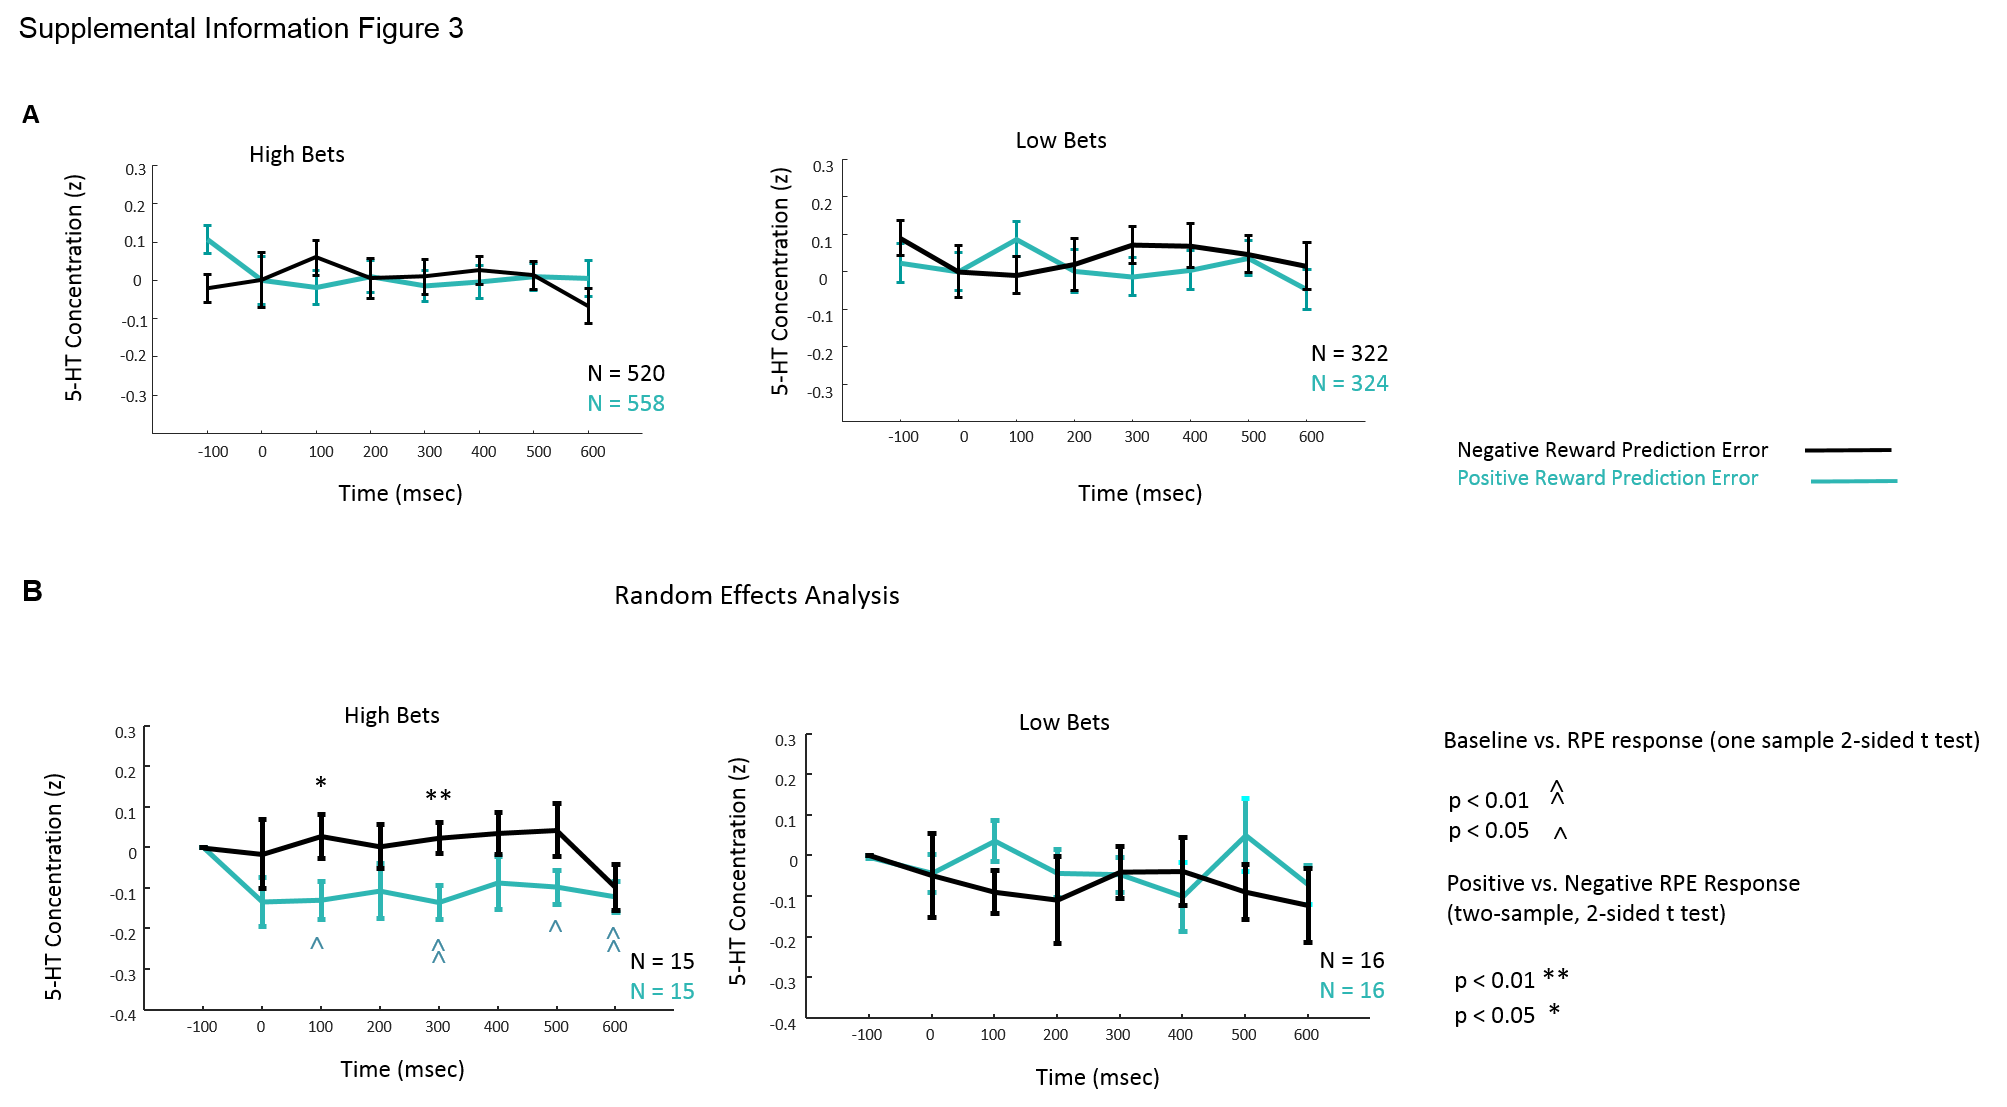 Supplemental Information Figure 3
A
High Bets
5-HT Concentration (z)
0.3
0.2
0.1
0
-0.1
-0.2
-0.3
N = 520
N = 558
-100 0 100 200 300 400 500 600
Time (msec)
Low Bets
5-HT Concentration (z)
0.3
0.2
0.1
0
-0.1
-0.2
-0.3
N = 322
N = 324
-100 0 100 200 300 400 500 600
Time (msec)
Negative Reward Prediction Error
Positive Reward Prediction Error
B
Random Effects Analysis
High Bets
5-HT Concentration (z)
0.3
0.2
0.1
0
-0.1
-0.2
-0.3
-0.4
*
**
^
^
^
^
^
^
N = 15
N = 15
-100 0 100 200 300 400 500 600
Time (msec)
Low Bets
5-HT Concentration (z)
0.3
0.2
0.1
0
-0.1
-0.2
-0.3
-0.4
N = 16
N = 16
-100 0 100 200 300 400 500 600
Time (msec)
Baseline vs. RPE response (one sample 2-sided t test)
p < 0.01 ^^
p < 0.05 ^
Positive vs. Negative RPE Response
(two-sample, 2-sided t test)
p < 0.01 **
p < 0.05 *